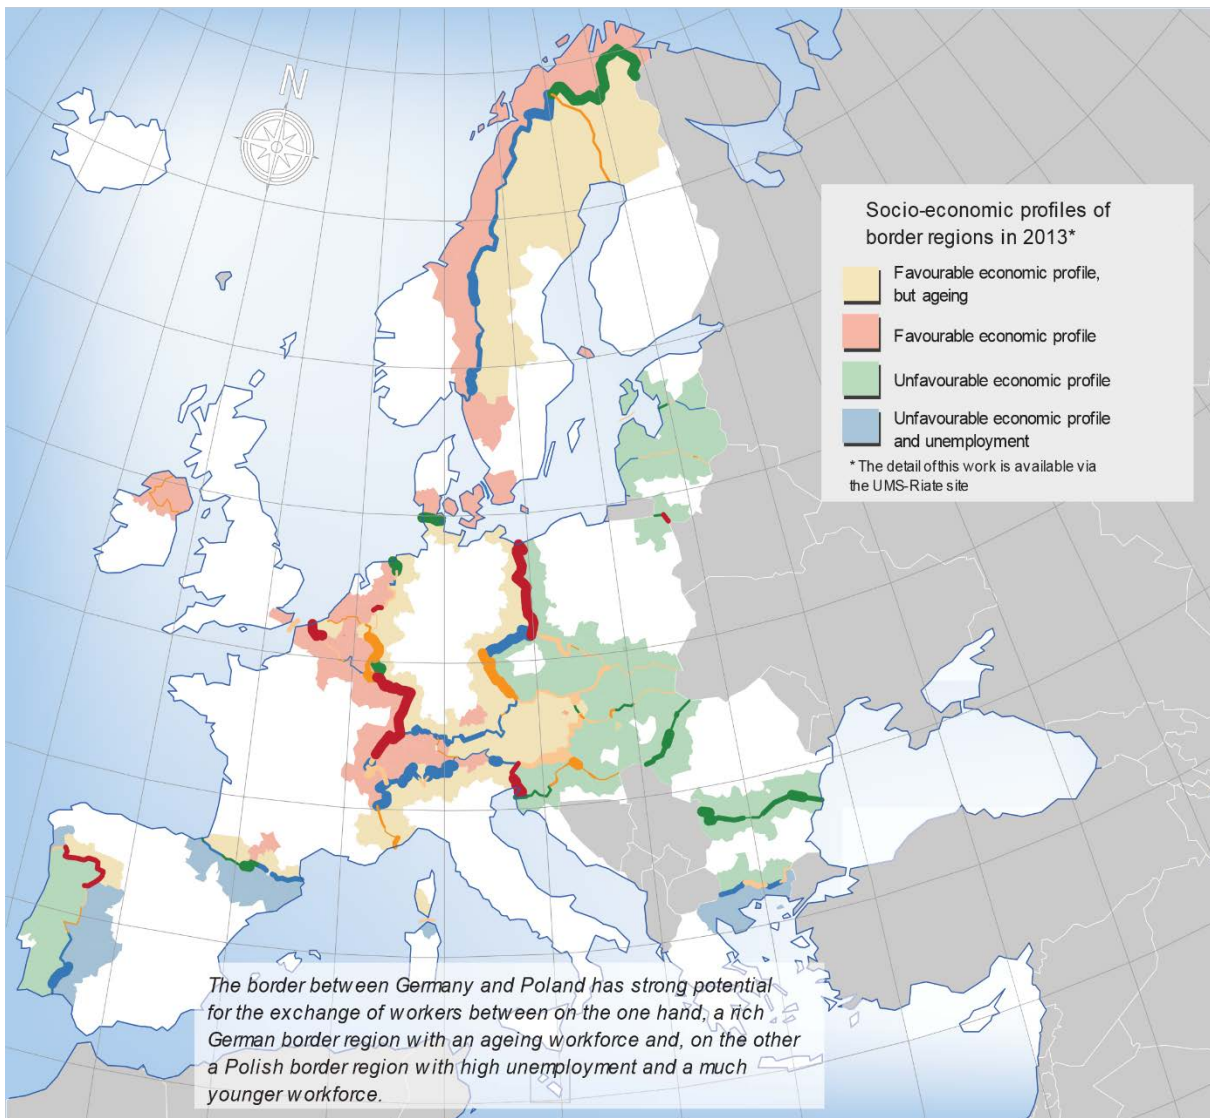 N
Socio-economic profiles of
border regions in 2013*
Favourable economic profile,
but ageing
Favourable economic profile
Unfavourable economic profile
Unfavourable economic profile
and unemployment
* The detail of this work is available via
the UMS-Riate site
The border between Germany and Poland has strong potential
for the exchange of workers between on the one hand, a rich
German border region with an ageing workforce and, on the other
a Polish border region with high unemployment and a much
younger workforce.